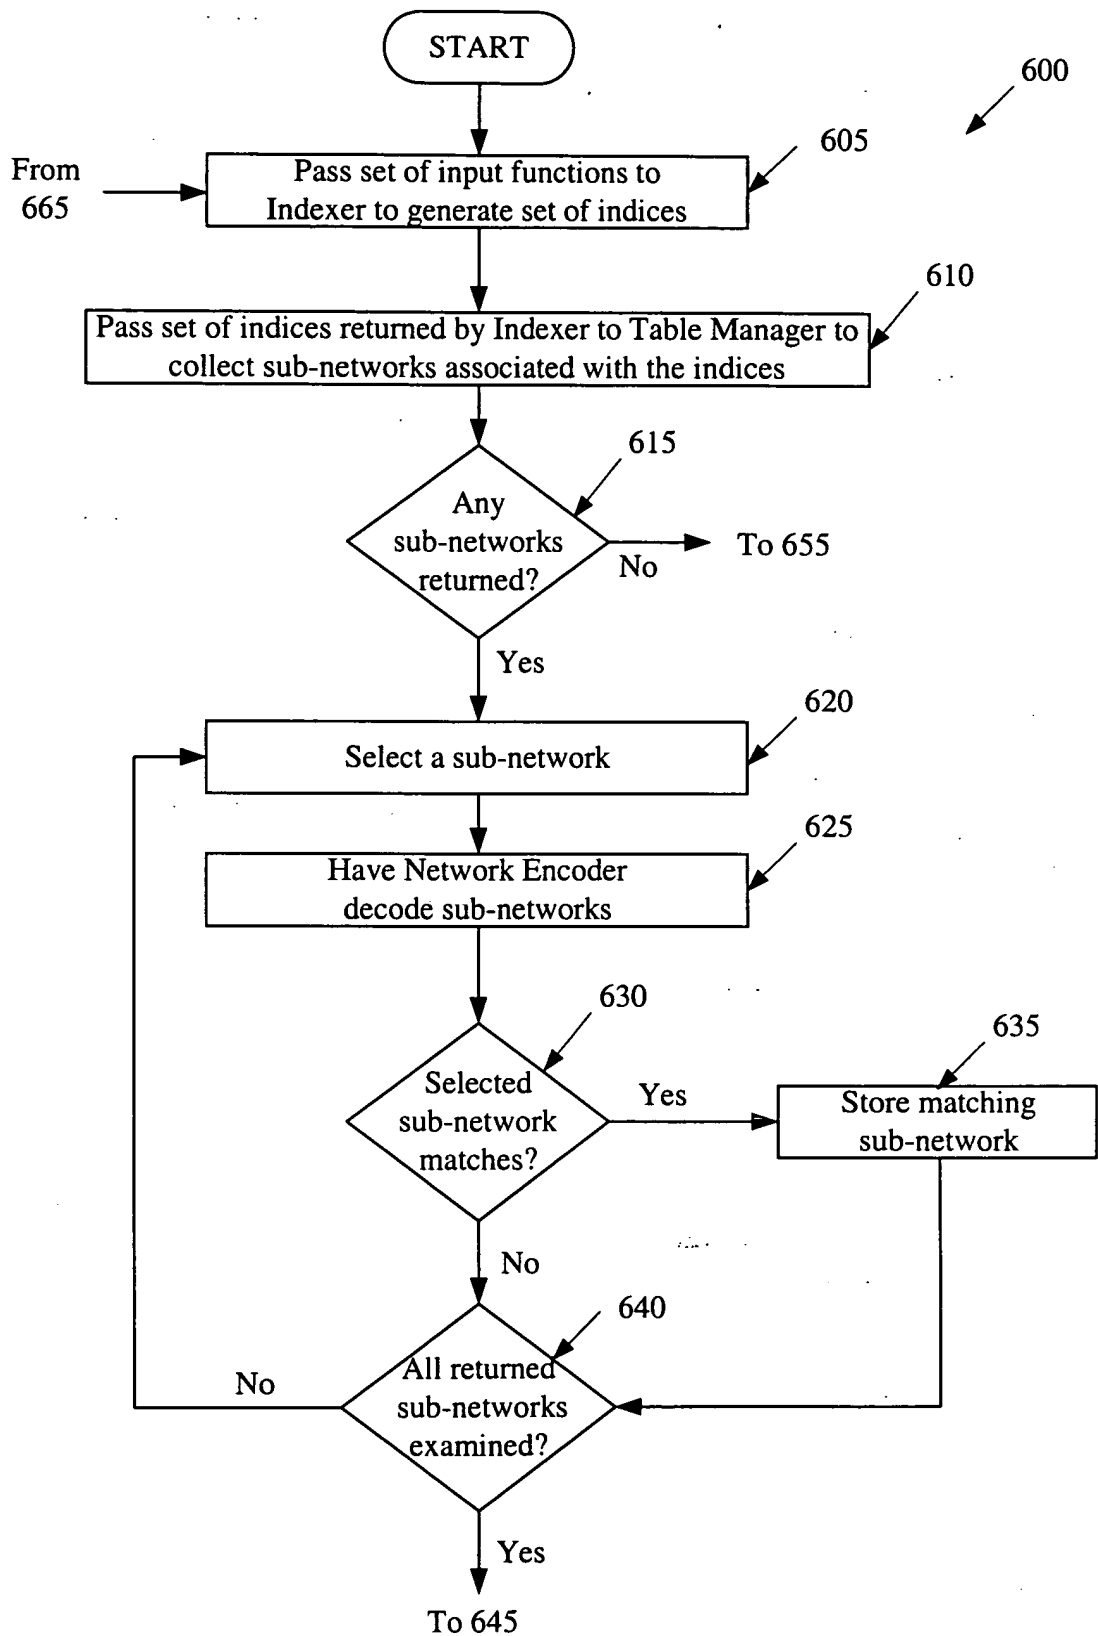 START
600
605
From
665
Pass set of input functions to
Indexer to generate set of indices
610
Pass set of indices returned by Indexer to Table Manager to
collect sub-networks associated with the indices
615
Any
sub-networks
returned?
No
To 655
Yes
620
Select a sub-network
625
Have Network Encoder
decode sub-networks
630
635
Selected
sub-network
matches?
Yes
Store matching
sub-network
No
640
All returned
sub-networks
examined?
No
Yes
To 645